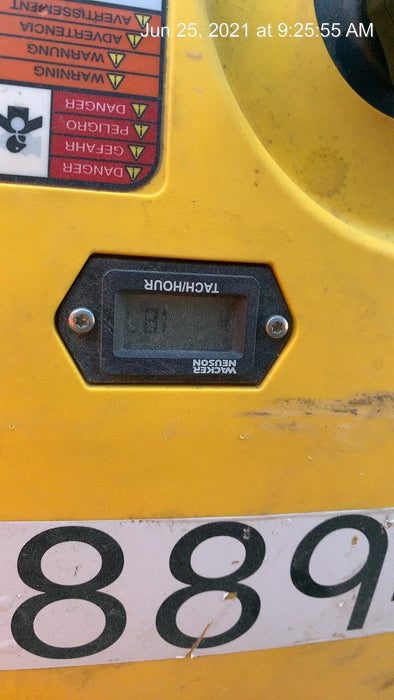 Jun 25, 2021 at 9:25:55 AM
AVERTISSEMENT
ADVERTENCIA
WARNUNG
WARNING
DANGER
PELIGRO
GEFAHR
DANGER
TACH/HOUR
WACKER
NEUSON
889